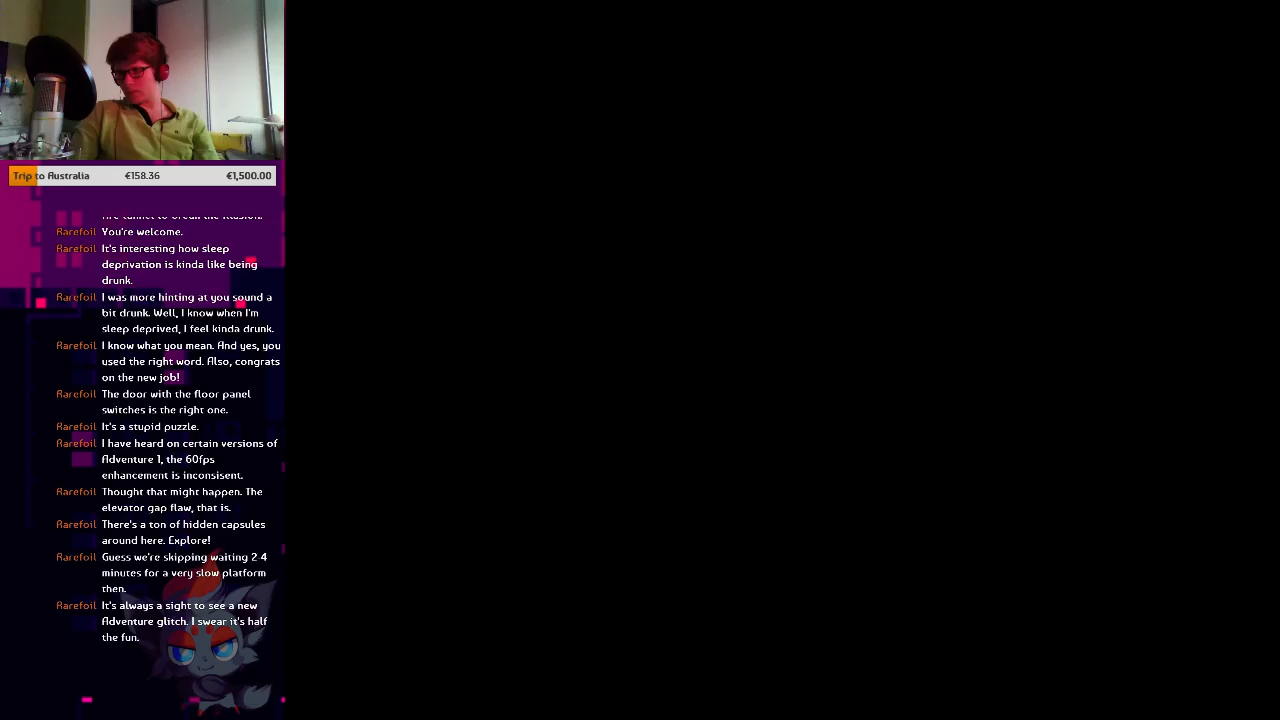 Trip to Australia €158.36 €1,500.00
fire tunnel to break the illusion.
Rarefoil You're welcome.
Rarefoil It's interesting how sleep
deprivation is kinda like being
drunk.
Rarefoil I was more hinting at you sound a
bit drunk. Well, I know when I'm
sleep deprived, I feel kinda drunk.
Rarefoil I know what you mean. And yes, you
used the right word. Also, congrats
on the new job!
Rarefoil The door with the floor panel
switches is the right one.
Rarefoil It's a stupid puzzle.
Rarefoil I have heard on certain versions of
Adventure 1, the 60fps
enhancement is inconsisent.
Rarefoil Thought that might happen. The
elevator gap flaw, that is.
Rarefoil There's a ton of hidden capsules
around here. Explore!
Rarefoil Guess we're skipping waiting 2-4
minutes for a very slow platform
then.
Rarefoil It's always a sight to see a new
Adventure glitch. I swear it's half
the fun.